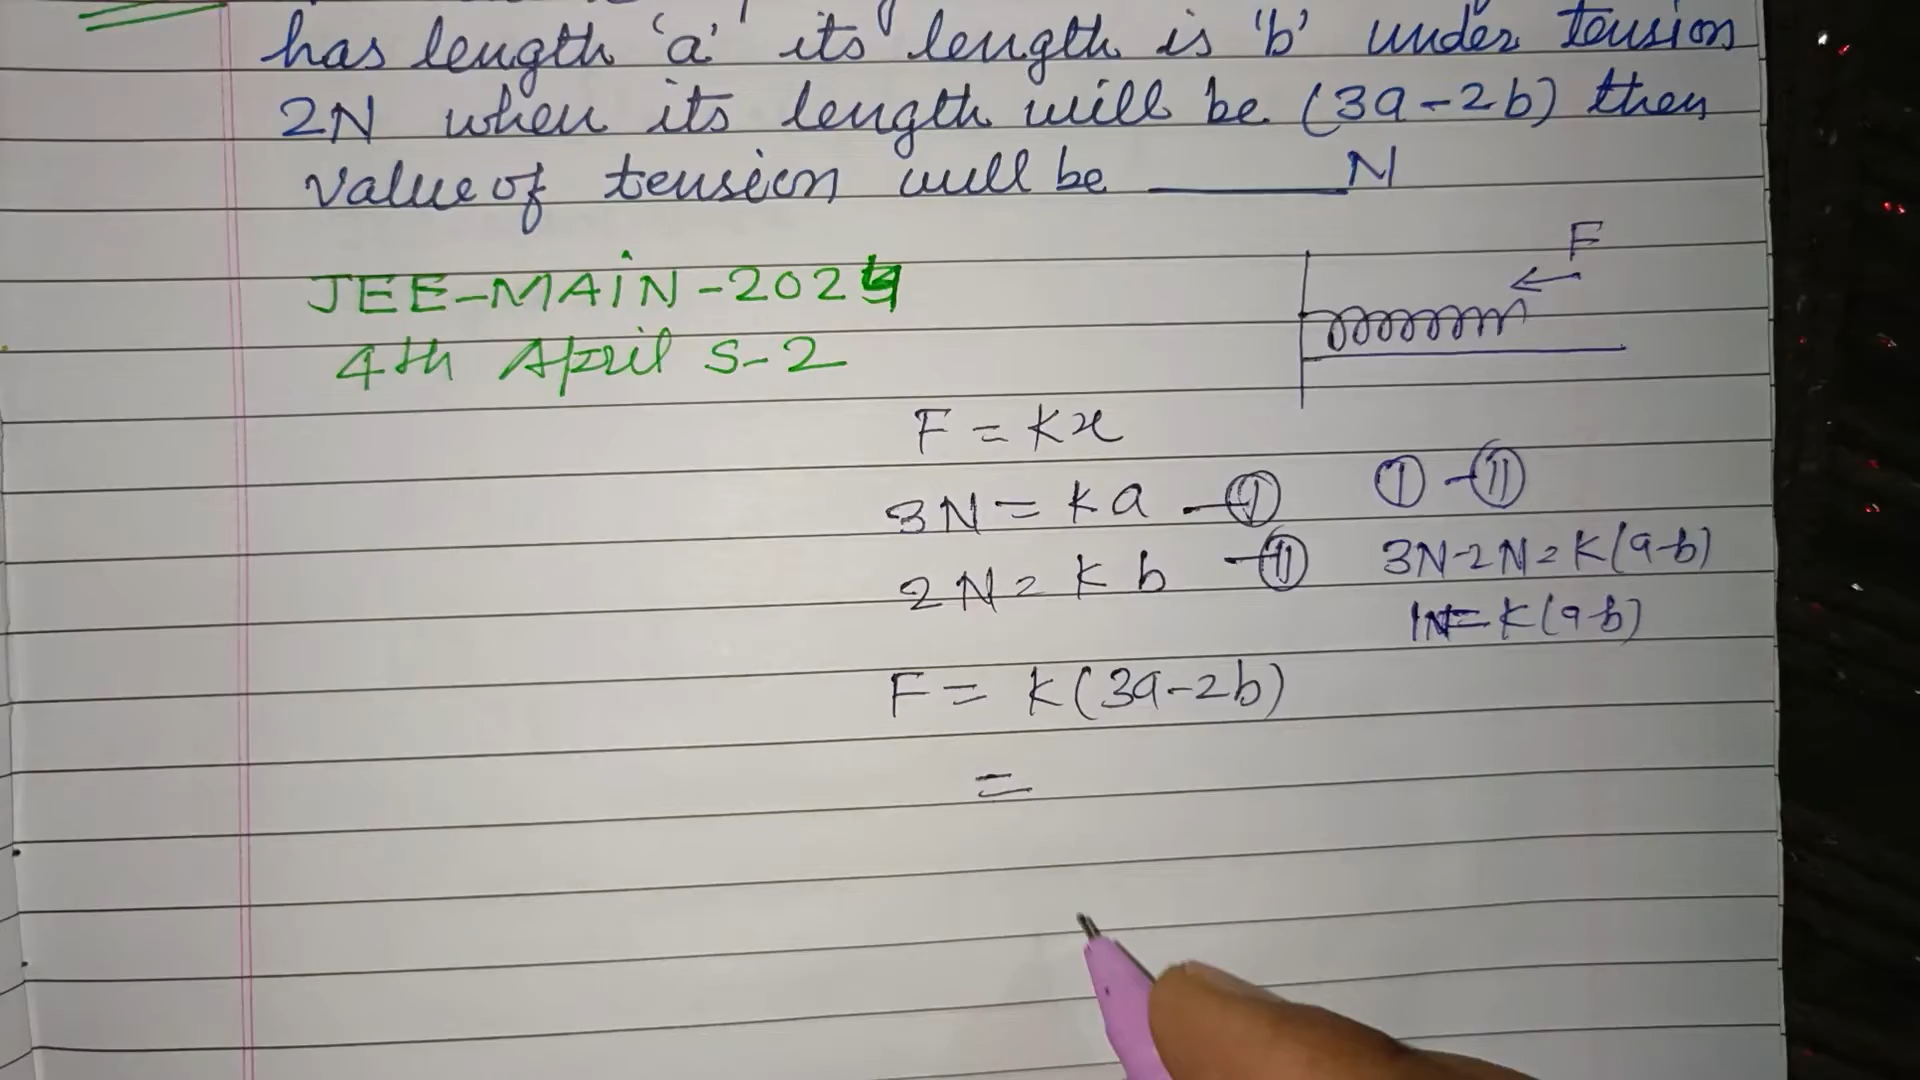 has length 'a' its length is 'b' under tension
2N when its length will be (3a-2b) then
value of tension will be ______ N
F
JEE-MAIN-2024
4th April S-2
F = kx
3N = ka - Ⓘ Ⓘ - Ⓘⓘ
2N = k b - Ⓘⓘ 3N-2N = k(a-b)
1N = k(a-b)
F = k(3a-2b)
=